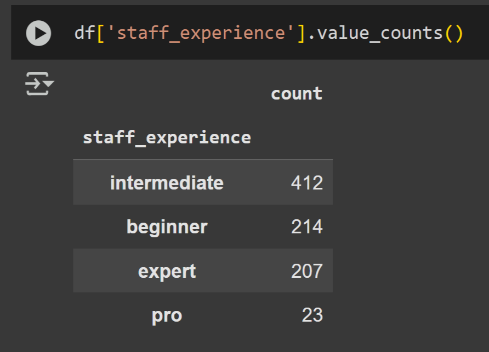 df['staff_experience'].value_counts()
count
staff_experience
intermediate 412
beginner 214
expert 207
pro 23